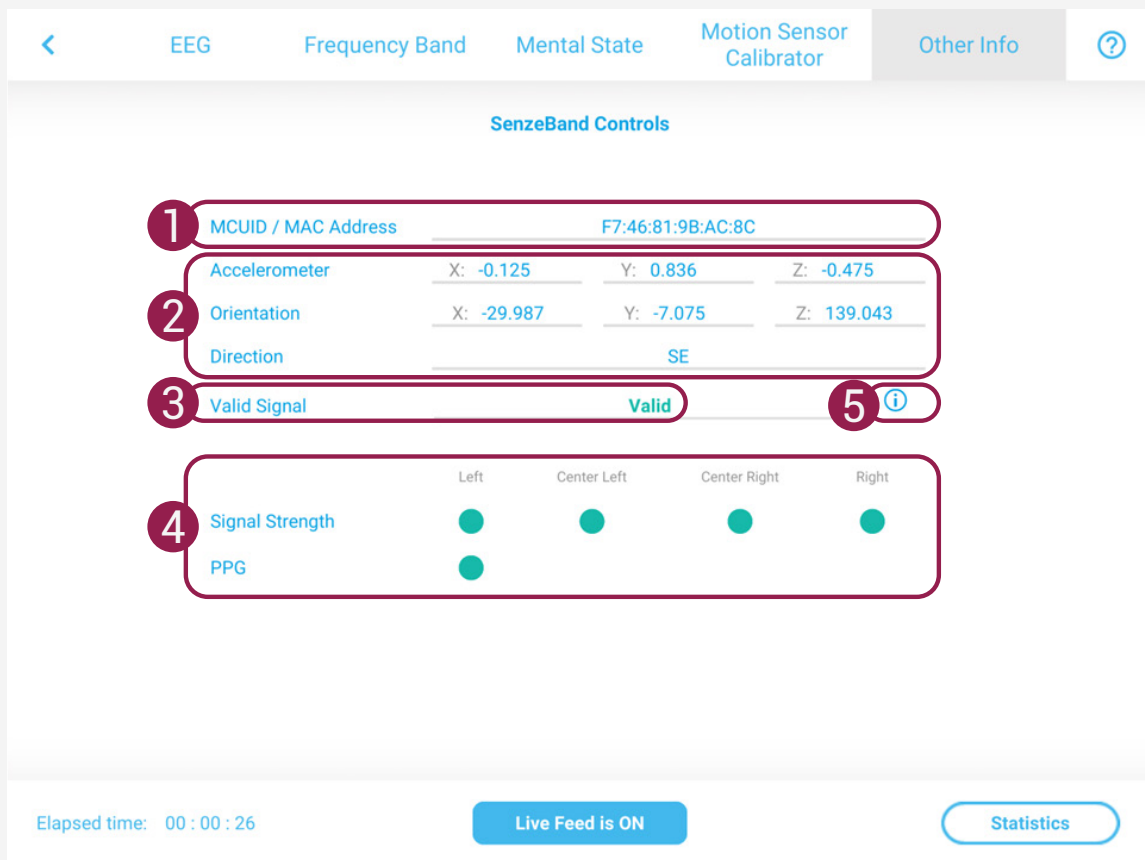 EEG Frequency Band Mental State Motion Sensor Calibrator Other Info ?
SenzeBand Controls
1 MCUID / MAC Address F7:46:81:9B:AC:8C
Accelerometer X: -0.125 Y: 0.836 Z: -0.475
2 Orientation X: -29.987 Y: -7.075 Z: 139.043
Direction SE
3 Valid Signal Valid 5 i
Left Center Left Center Right Right
4 Signal Strength
PPG
Elapsed time: 00 : 00 : 26 Live Feed is ON Statistics